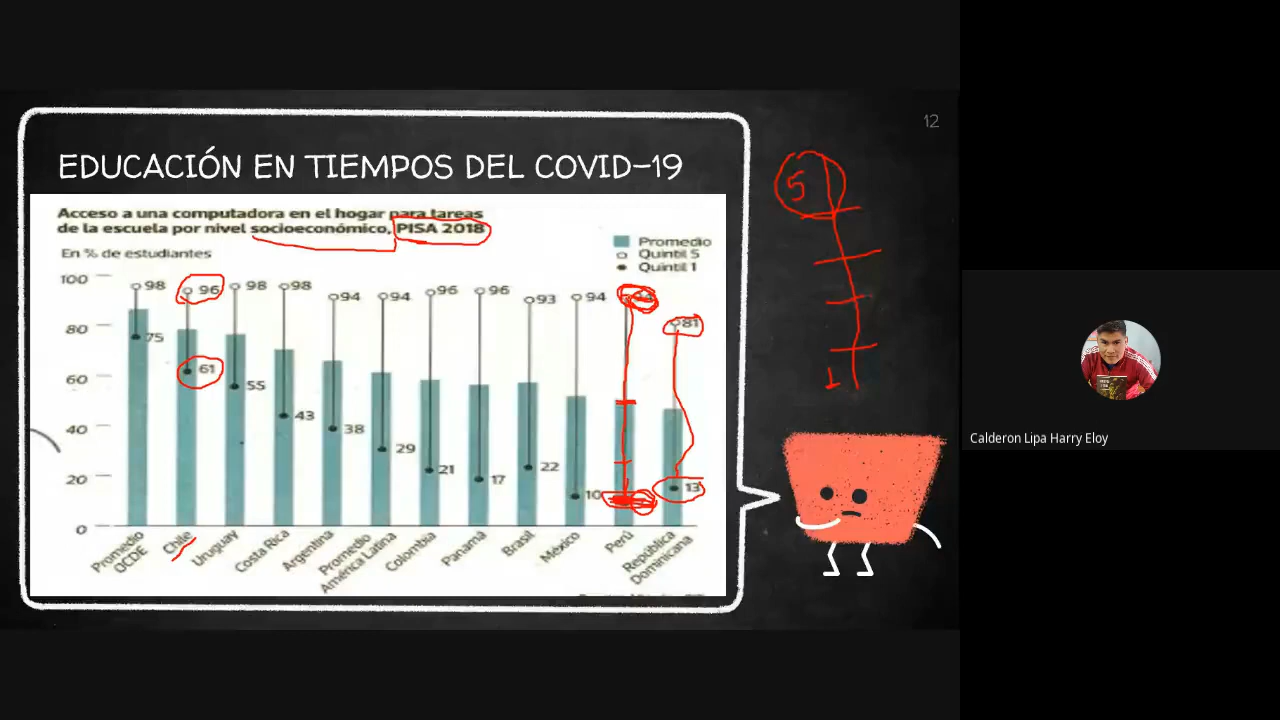 12
EDUCACIÓN EN TIEMPOS DEL COVID-19
Acceso a una computadora en el hogar para tareas
de la escuela por nivel socioeconómico, PISA 2018
En % de estudiantes
Promedio
Quintil 5
Quintil 1
100
80
60
40
20
0
98
96
98
98
94
94
96
96
93
94
81
75
61
55
43
38
29
21
17
22
10
13
Promedio
OCDE
Chile
Uruguay
Costa Rica
Argentina
Promedio
América Latina
Colombia
Panamá
Brasil
México
Perú
República
Dominicana
5
1
Calderon Lipa Harry Eloy